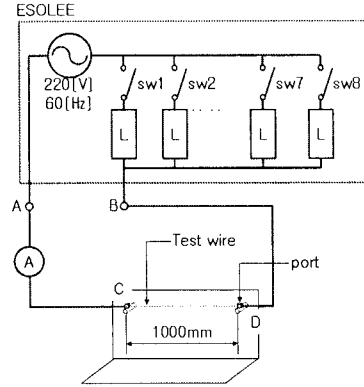 ESOLEE
220[V]
60[Hz]
sw1
sw2
sw7
sw8
L
L
L
L
A
B
A
Test wire
port
C
D
1000mm